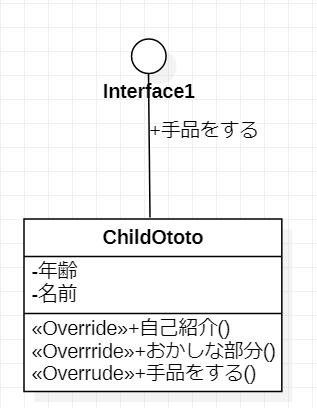 Interface1
+手品をする
ChildOtoto
-年齢
-名前
«Override»+自己紹介()
«Overrride»+おかしな部分()
«Overrude»+手品をする()